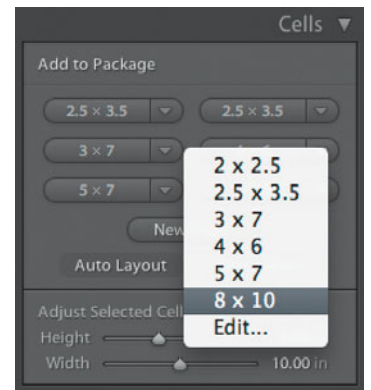 Cells
Add to Package
2.5 × 3.5 2.5 × 3.5
3 × 7
5 × 7
2 x 2.5
2.5 x 3.5
3 x 7
4 x 6
5 x 7
8 x 10
Edit...
New
Auto Layout
Adjust Selected Cell
Height
Width 10.00 in